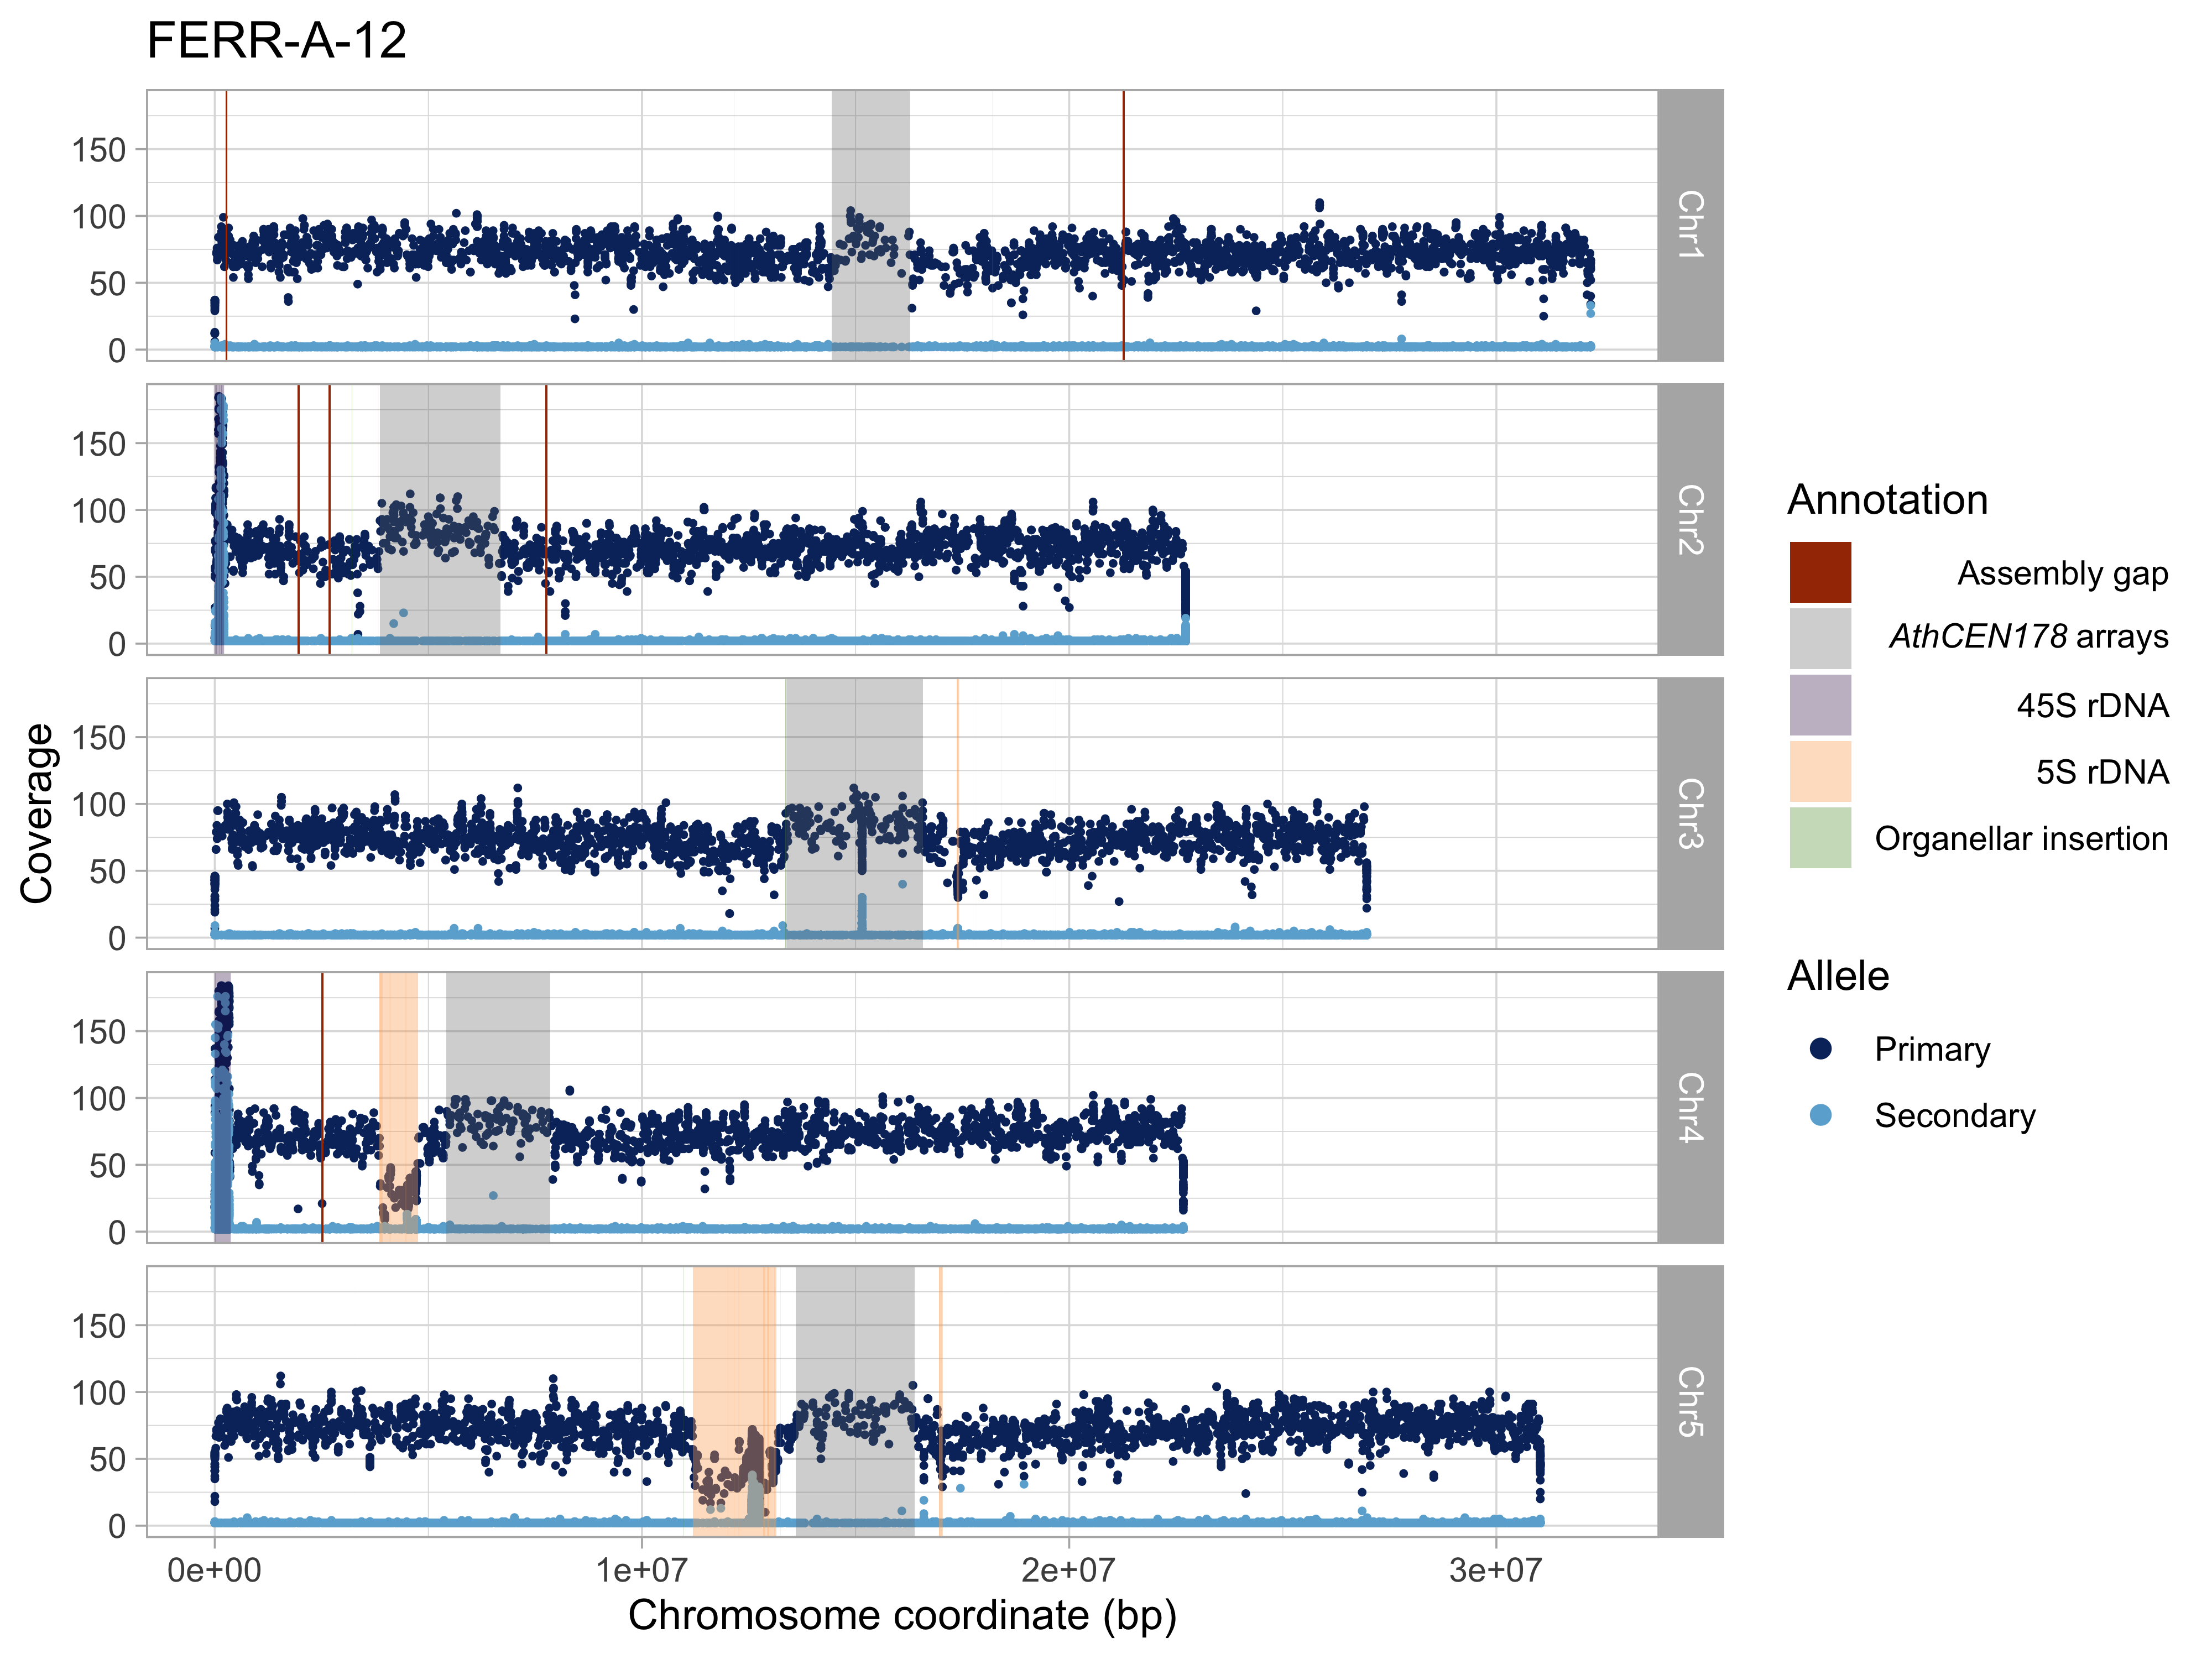 FERR-A-12
150
100
50
0
Chr1
150
100
50
0
Chr2
150
100
50
0
Chr3
150
100
50
0
Chr4
150
100
50
0
Chr5
Coverage
0e+00 1e+07 2e+07 3e+07
Chromosome coordinate (bp)
Annotation
Assembly gap
AthCEN178 arrays
45S rDNA
5S rDNA
Organellar insertion
Allele
Primary
Secondary